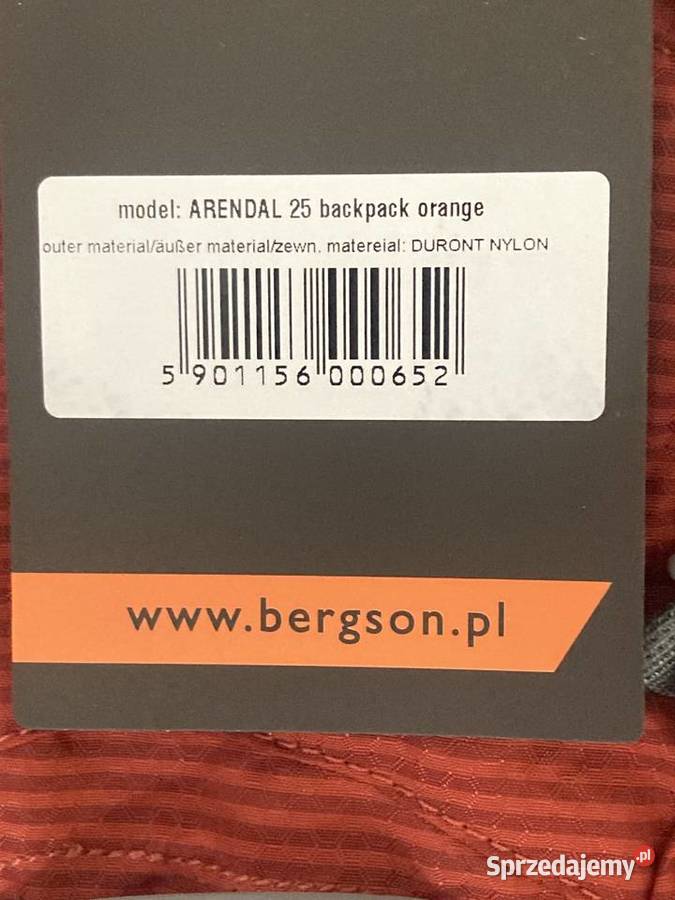 model: ARENDAL 25 backpack orange
outer material/äußer material/zewn. matereial: DURONT NYLON
5 901156 000652
www.bergson.pl
Sprzedajemy.pl